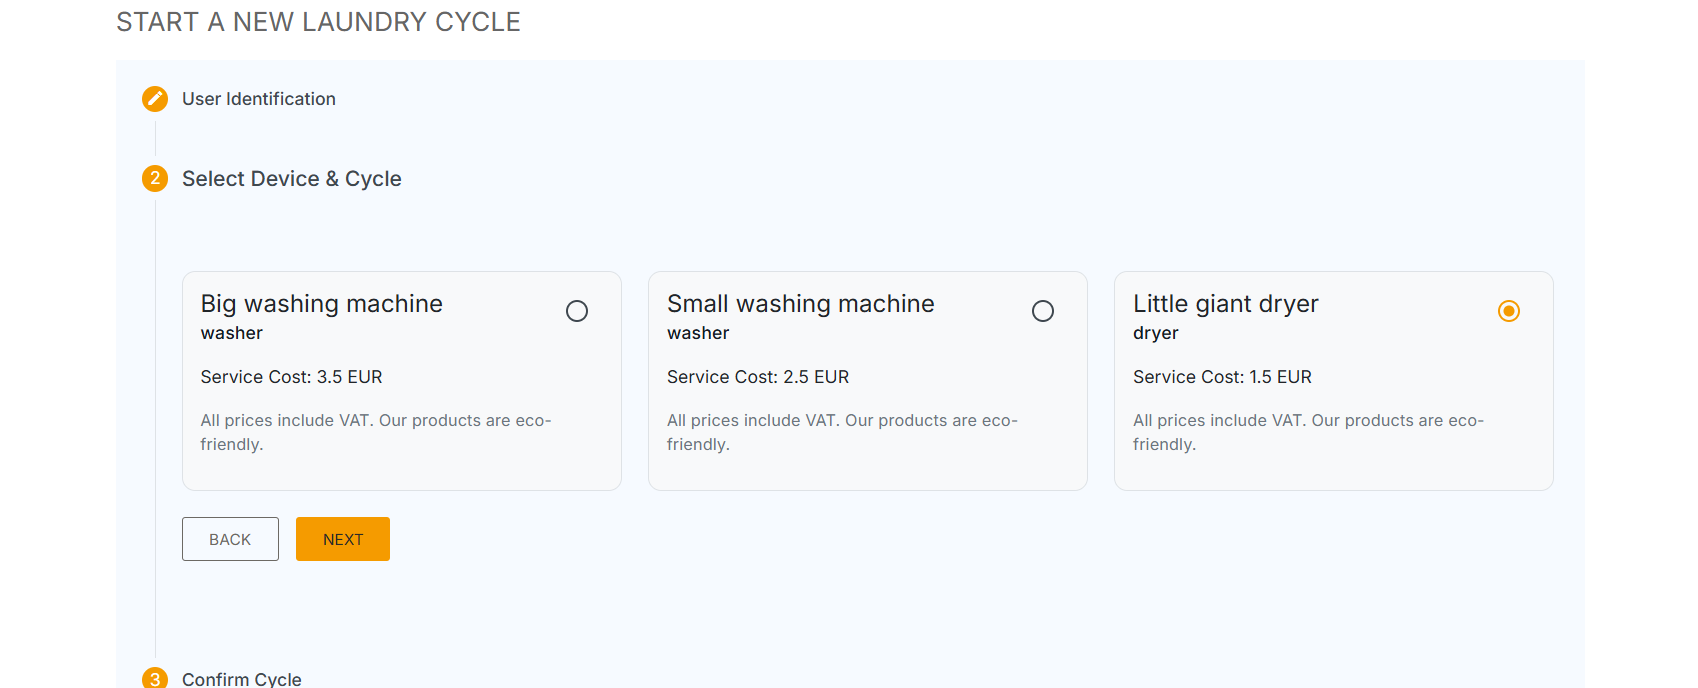 START A NEW LAUNDRY CYCLE
User Identification
2 Select Device & Cycle
Big washing machine
washer
Service Cost: 3.5 EUR
All prices include VAT. Our products are eco-
friendly.
Small washing machine
washer
Service Cost: 2.5 EUR
All prices include VAT. Our products are eco-
friendly.
Little giant dryer
dryer
Service Cost: 1.5 EUR
All prices include VAT. Our products are eco-
friendly.
BACK NEXT
3 Confirm Cycle